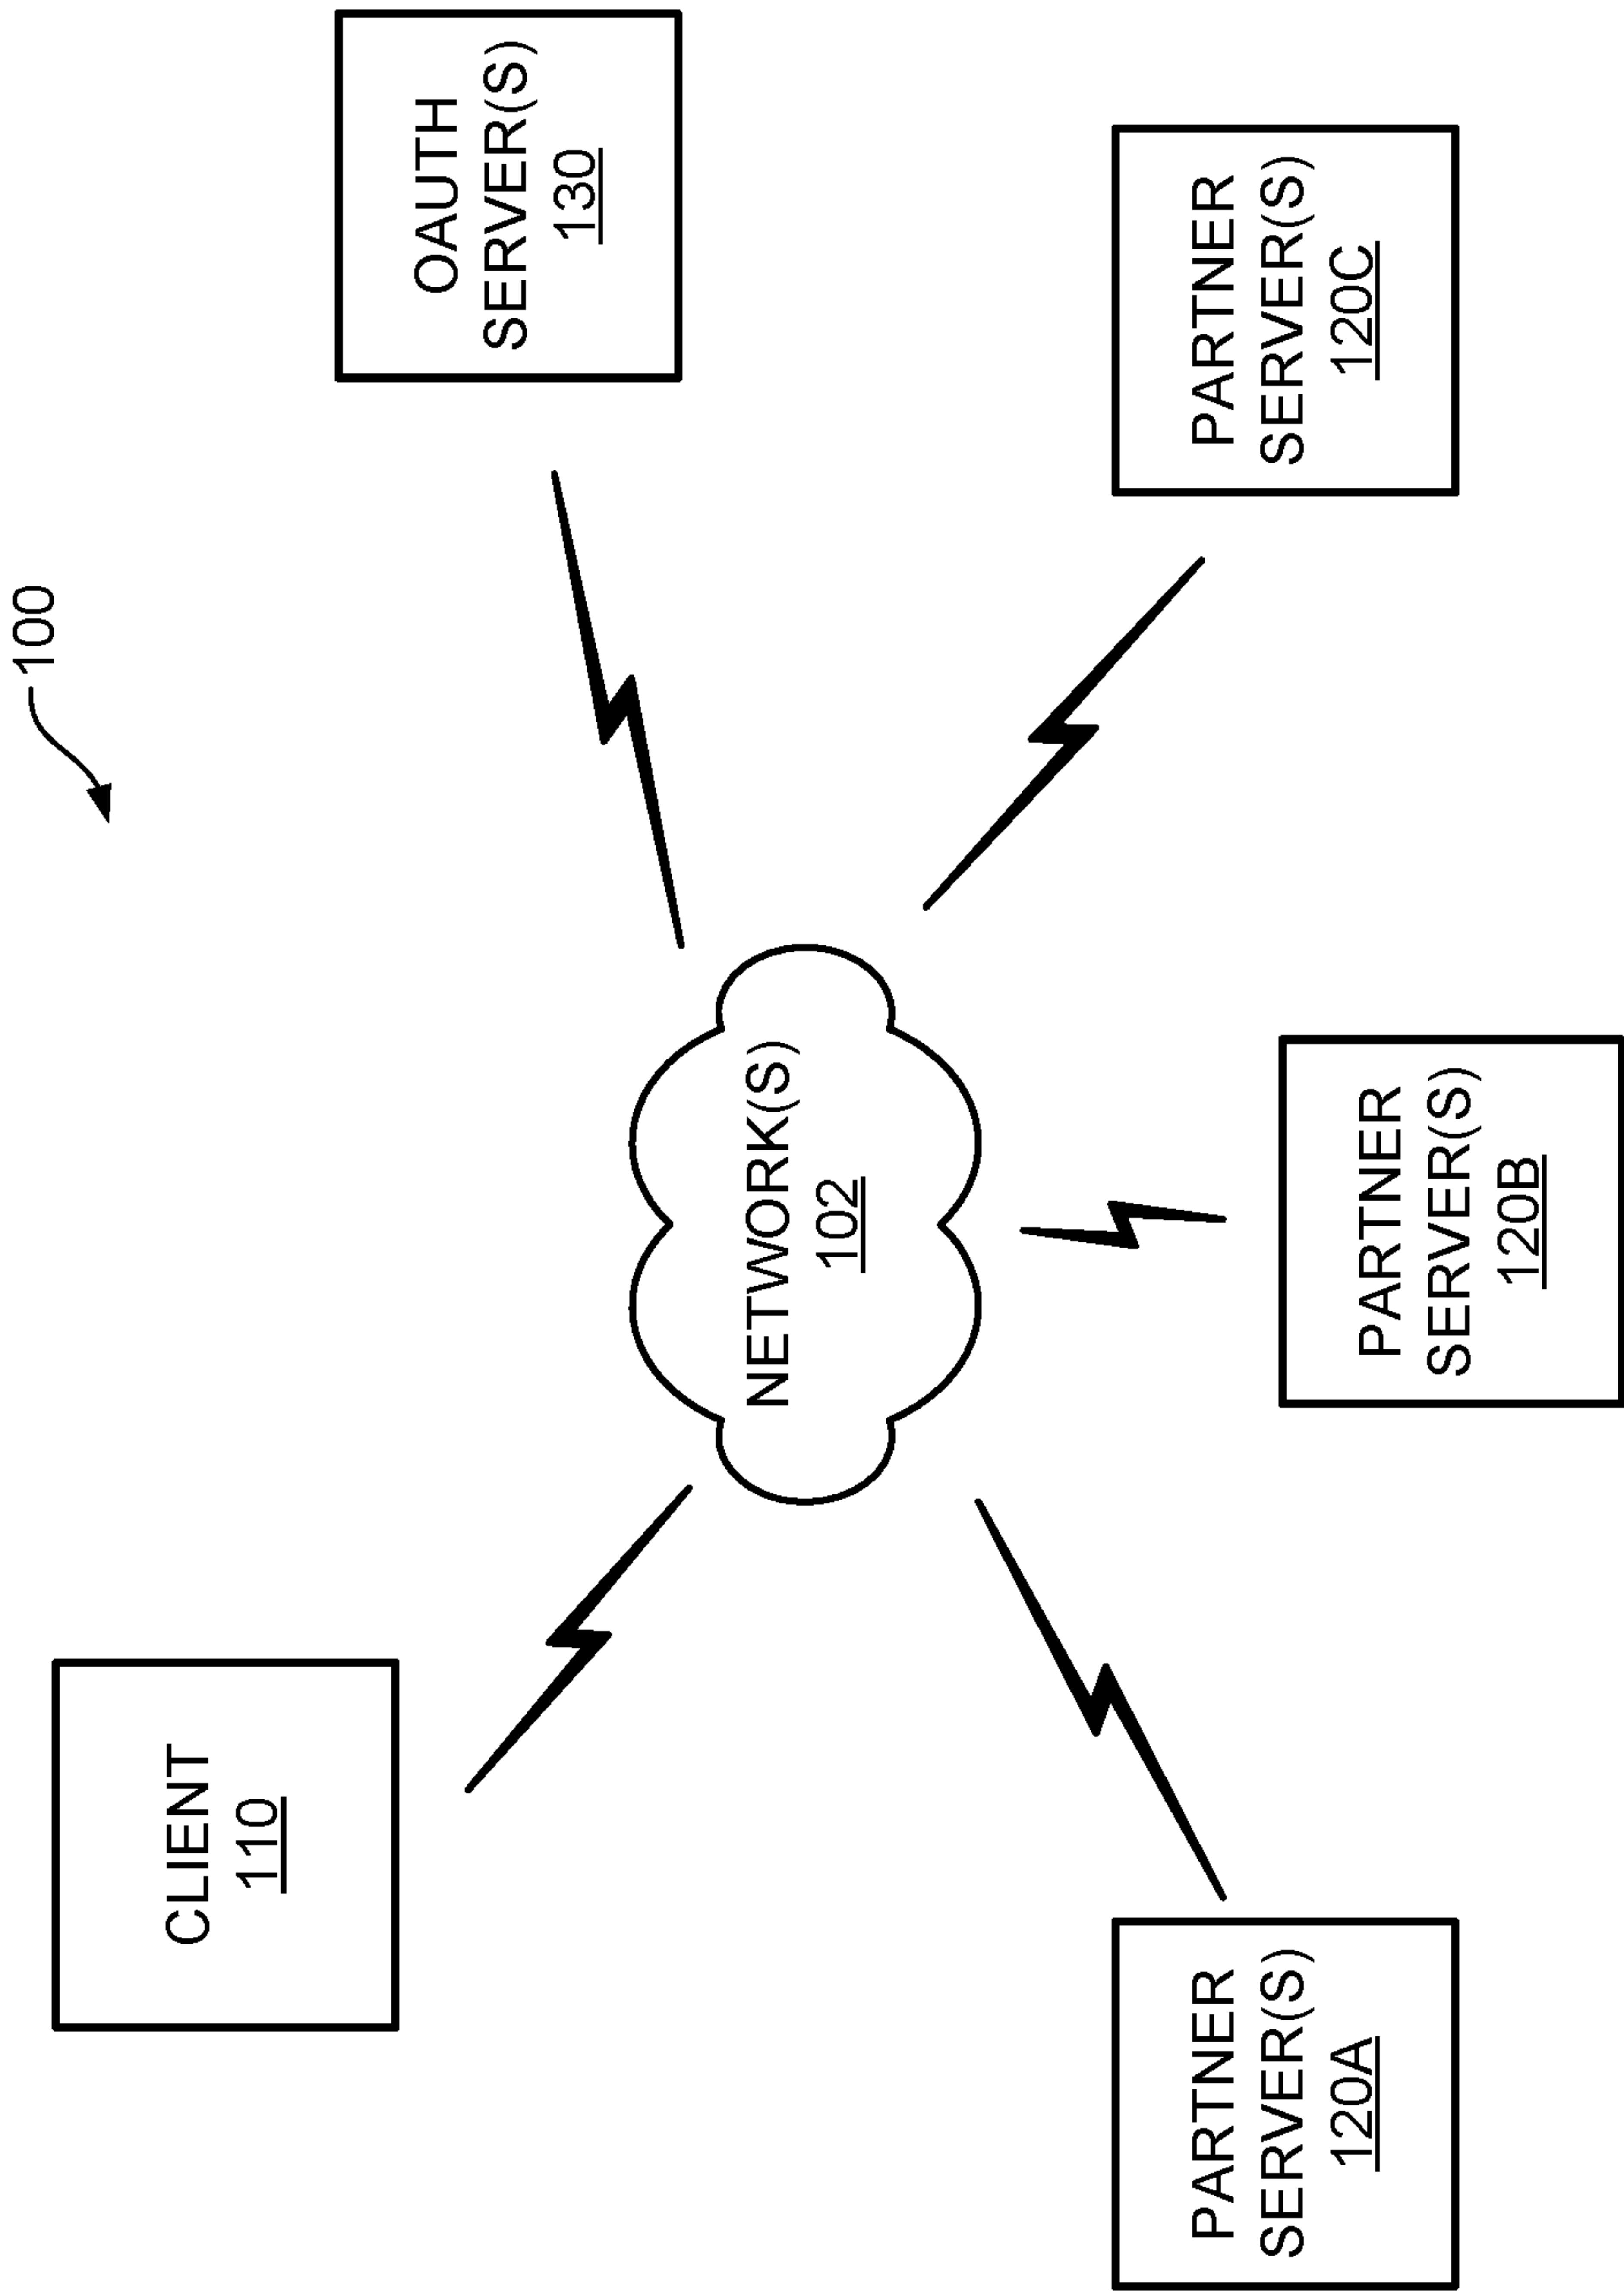 100
CLIENT
110
OAUTH
SERVER(S)
130
NETWORK(S)
102
PARTNER
SERVER(S)
120A
PARTNER
SERVER(S)
120B
PARTNER
SERVER(S)
120C